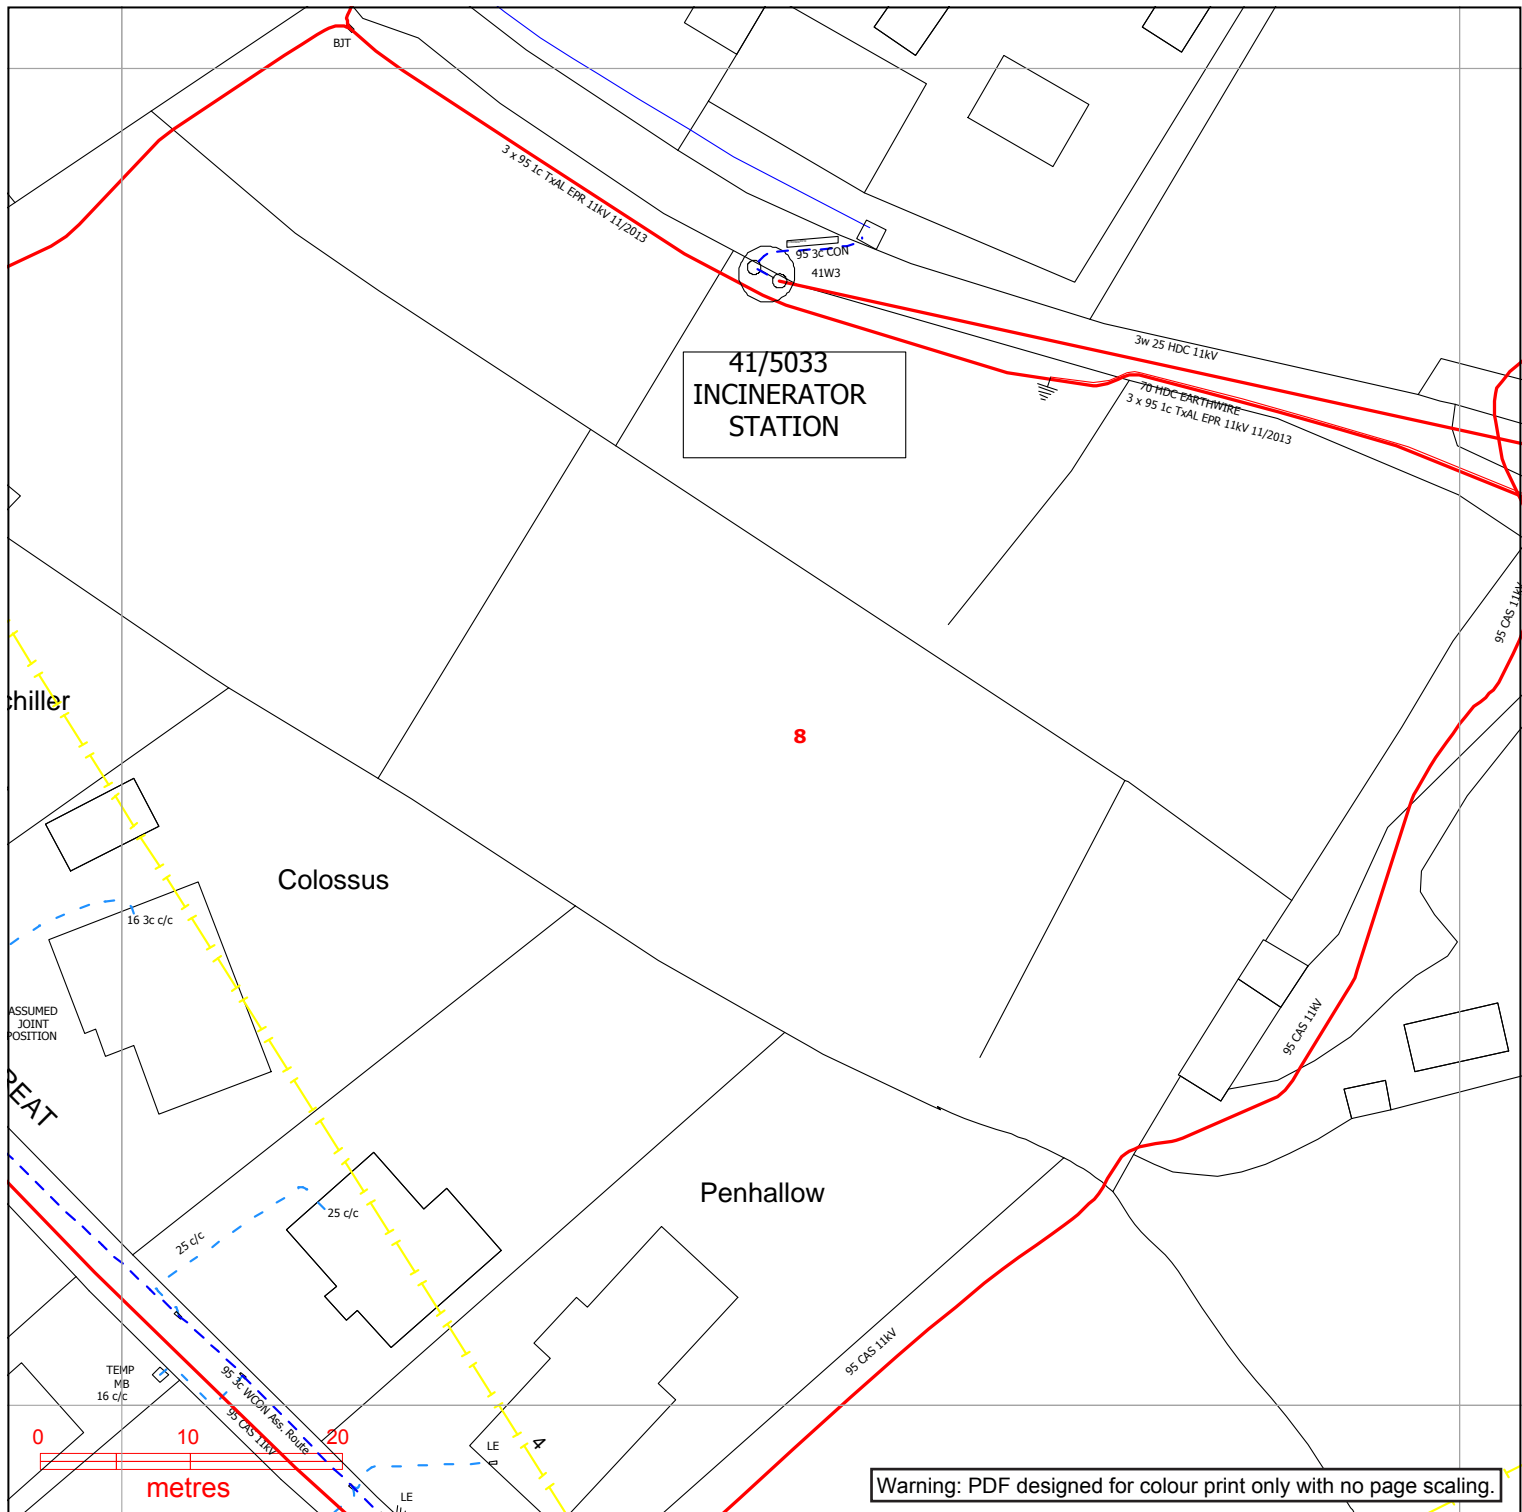 BJT
3 x 95 1c TxAL EPR 11kV 11/2013
95 3c CON
41W3
3w 25 HDC 11kV
41/5033
INCINERATOR
STATION
70 HDC EARTHWIRE
3 x 95 1c TxAL EPR 11kV 11/2013
95 CAS 11kV
chiller
8
Colossus
16 3c c/c
ASSUMED
JOINT
POSITION
REAT
95 CAS 11kV
Penhallow
25 c/c
25 c/c
95 CAS 11kV
TEMP
MB
16 c/c
95 3c WCON Ass. Route
95 CAS 11kV
0 10 20
metres
LE
4
LE
Warning: PDF designed for colour print only with no page scaling.